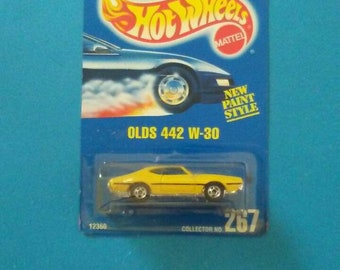 Hot Wheels
MATTEL
NEW
PAINT
STYLE
OLDS 442 W-30
12360
COLLECTOR NO. 267